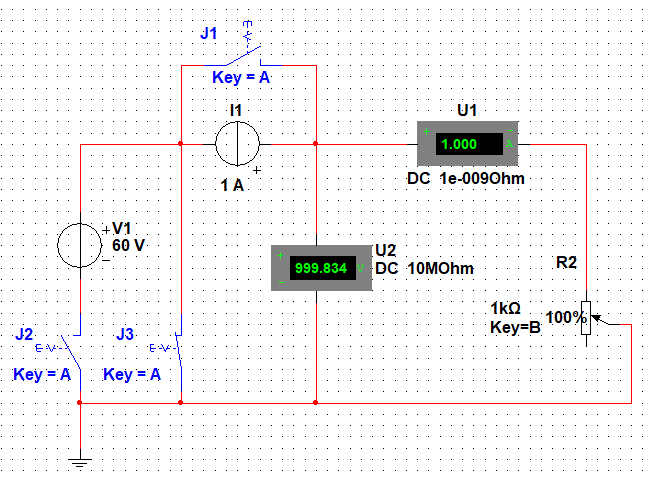 J1
Key = A
I1
1 A
U1
+ -
1.000 A
DC 1e-009Ohm
+
V1
60 V
-
U2
+
999.834 V
-
DC 10MOhm
R2
1kΩ
100%
Key=B
J2
Key = A
J3
Key = A